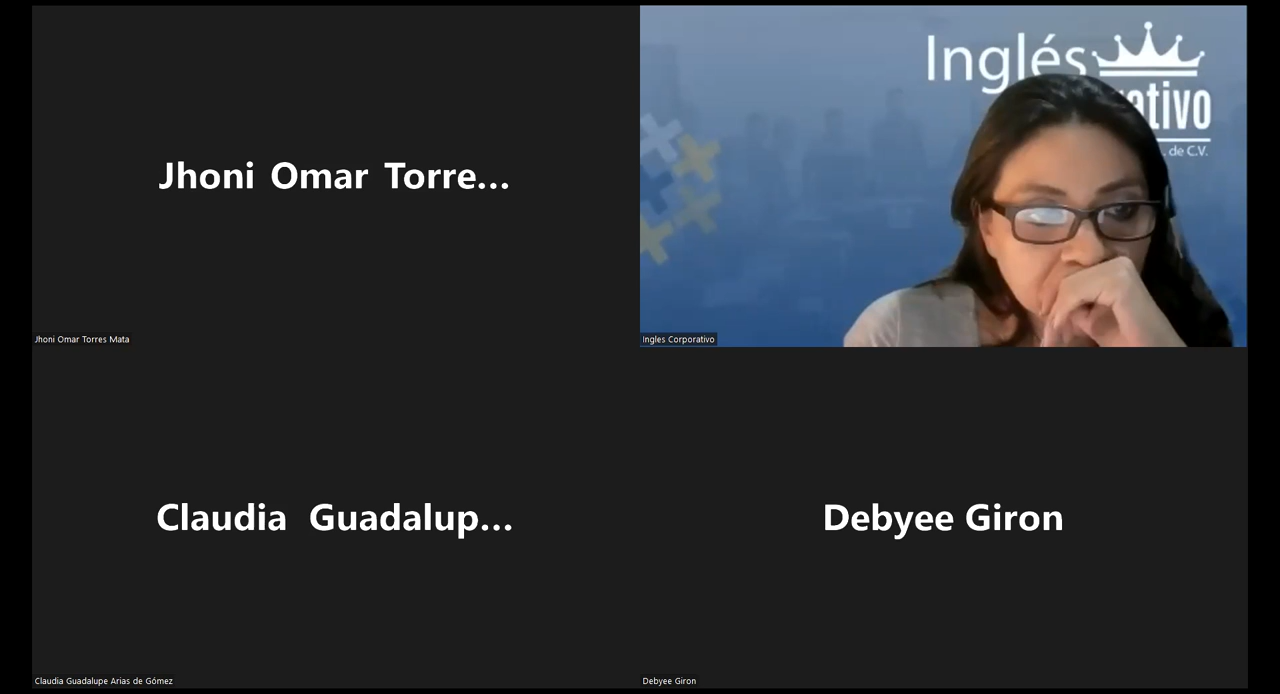 Jhoni Omar Torre...
Jhoni Omar Torres Mata
Inglés
rativo
. de C.V.
Ingles Corporativo
Claudia Guadalup...
Claudia Guadalupe Arias de Gómez
Debyee Giron
Debyee Giron